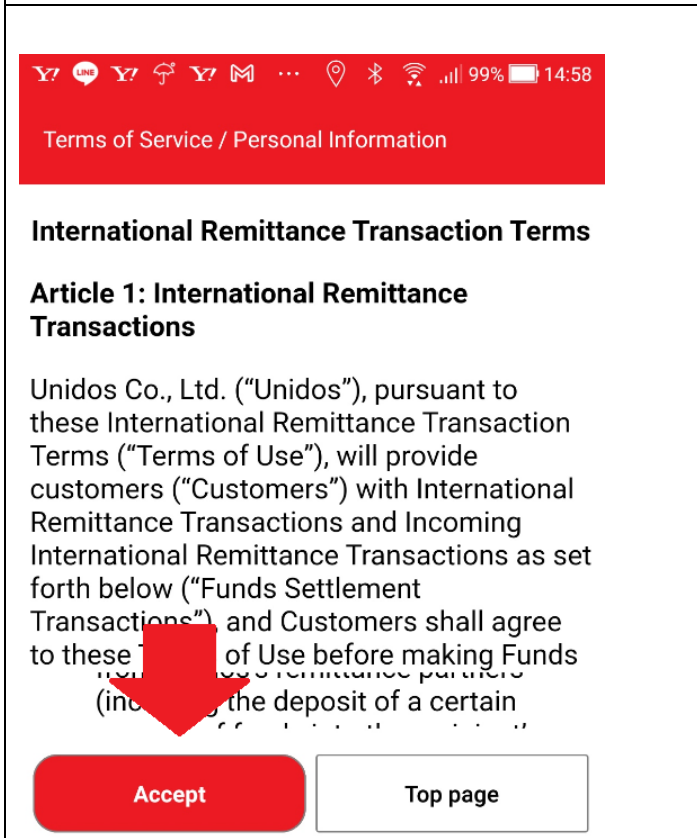 Y! LINE Y! Y! M ... 99% 14:58
Terms of Service / Personal Information
International Remittance Transaction Terms
Article 1: International Remittance
Transactions
Unidos Co., Ltd. (“Unidos”), pursuant to
these International Remittance Transaction
Terms (“Terms of Use”), will provide
customers (“Customers”) with International
Remittance Transactions and Incoming
International Remittance Transactions as set
forth below (“Funds Settlement
Transactions”), and Customers shall agree
to these of Use before making Funds
remittance partners
the deposit of a certain
Accept
Top page